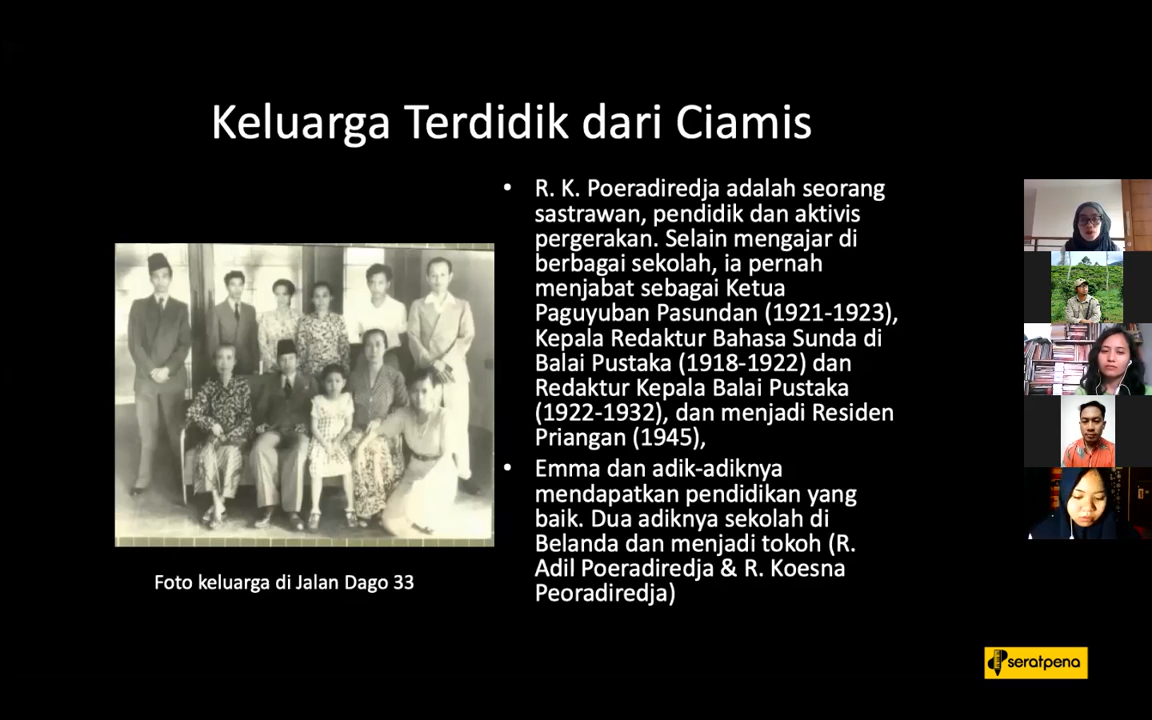 Keluarga Terdidik dari Ciamis
• R. K. Poeradiredja adalah seorang
sastrawan, pendidik dan aktivis
pergerakan. Selain mengajar di
berbagai sekolah, ia pernah
menjabat sebagai Ketua
Paguyuban Pasundan (1921-1923),
Kepala Redaktur Bahasa Sunda di
Balai Pustaka (1918-1922) dan
Redaktur Kepala Balai Pustaka
(1922-1932), dan menjadi Residen
Priangan (1945),
• Emma dan adik-adiknya
mendapatkan pendidikan yang
baik. Dua adiknya sekolah di
Belanda dan menjadi tokoh (R.
Adil Poeradiredja & R. Koesna
Peoradiredja)
Foto keluarga di Jalan Dago 33
seratpena